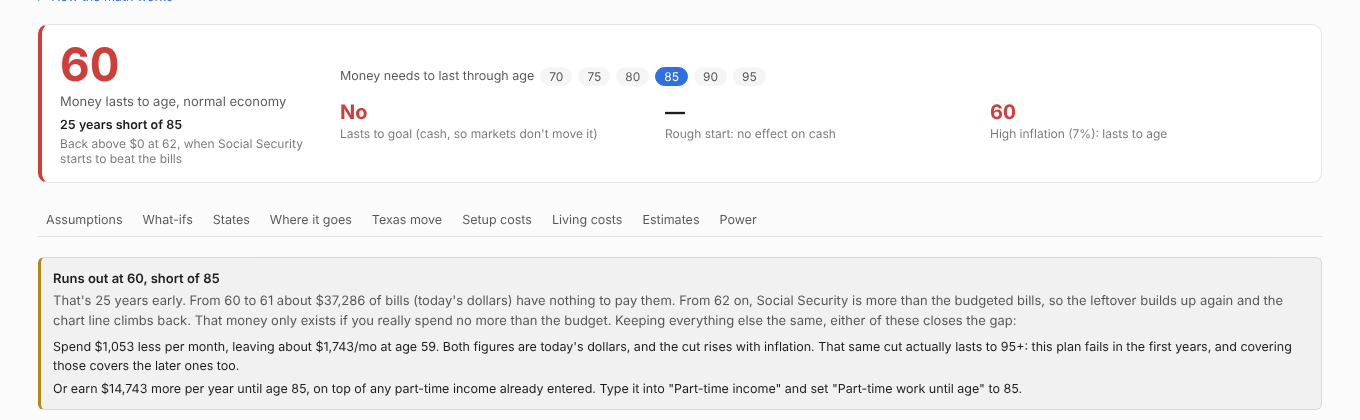 How the math works
60
Money lasts to age, normal economy
25 years short of 85
Back above $0 at 62, when Social Security
starts to beat the bills
Money needs to last through age 70 75 80 85 90 95
No
Lasts to goal (cash, so markets don't move it)
—
Rough start: no effect on cash
60
High inflation (7%): lasts to age
Assumptions What-ifs States Where it goes Texas move Setup costs Living costs Estimates Power
Runs out at 60, short of 85
That's 25 years early. From 60 to 61 about $37,286 of bills (today's dollars) have nothing to pay them. From 62 on, Social Security is more than the budgeted bills, so the leftover builds up again and the
chart line climbs back. That money only exists if you really spend no more than the budget. Keeping everything else the same, either of these closes the gap:
Spend $1,053 less per month, leaving about $1,743/mo at age 59. Both figures are today's dollars, and the cut rises with inflation. That same cut actually lasts to 95+: this plan fails in the first years, and covering
those covers the later ones too.
Or earn $14,743 more per year until age 85, on top of any part-time income already entered. Type it into "Part-time income" and set "Part-time work until age" to 85.